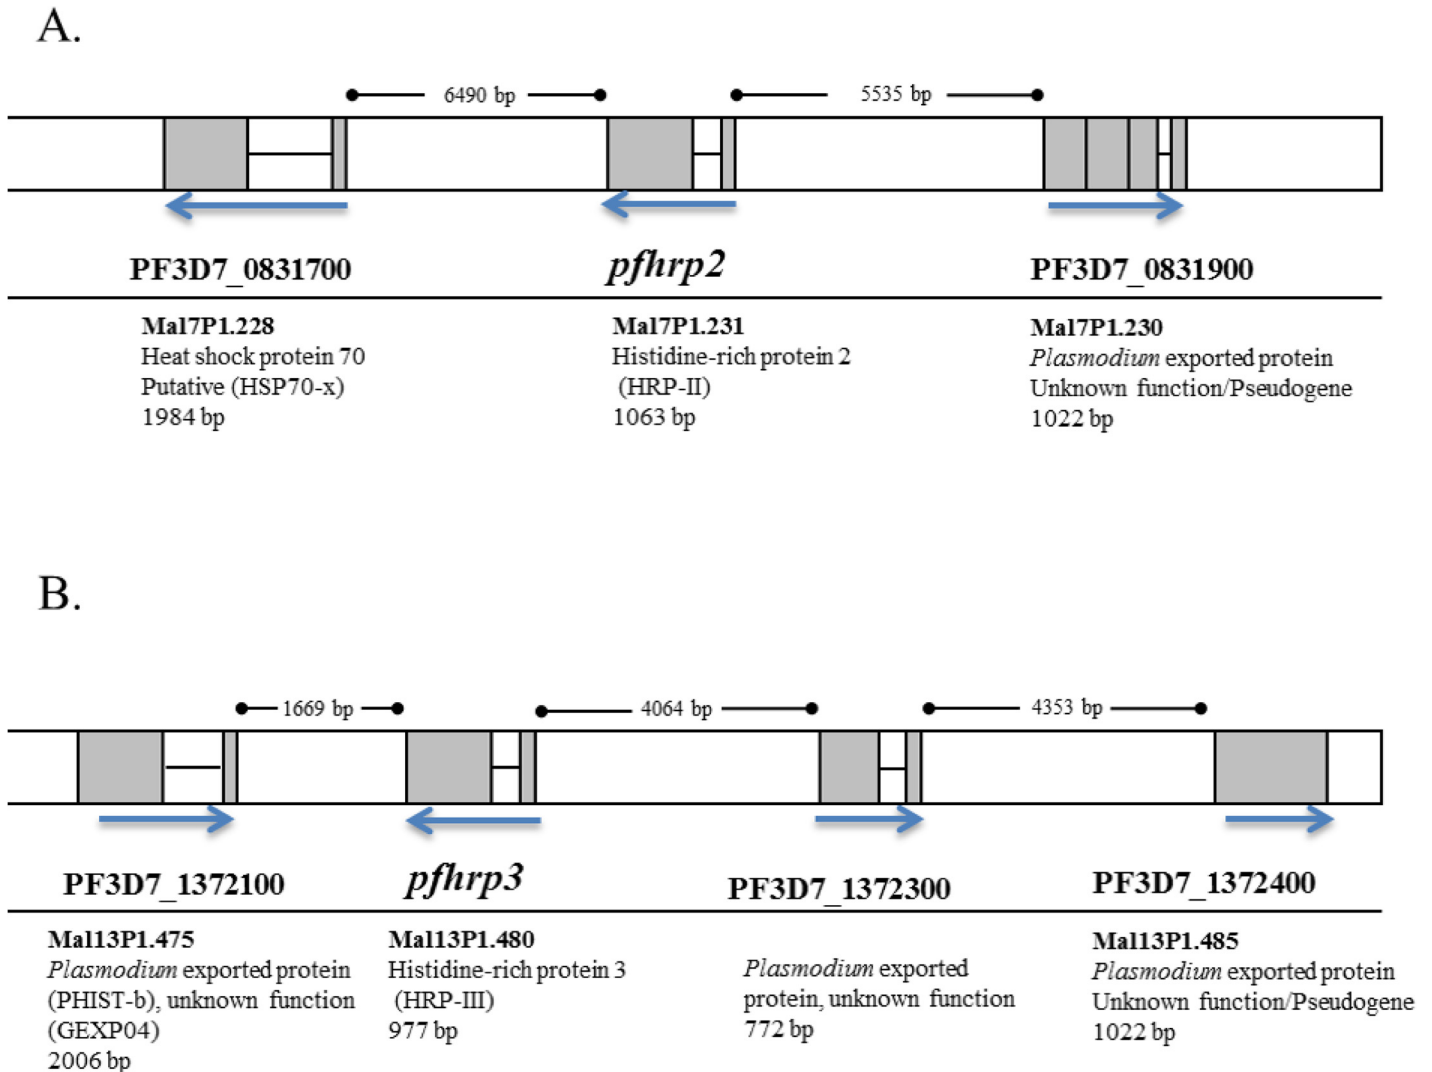 A.
6490 bp
5535 bp
PF3D7_0831700
pfhrp2
PF3D7_0831900
Mal7P1.228
Heat shock protein 70
Putative (HSP70-x)
1984 bp
Mal7P1.231
Histidine-rich protein 2
(HRP-II)
1063 bp
Mal7P1.230
Plasmodium exported protein
Unknown function/Pseudogene
1022 bp
B.
1669 bp
4064 bp
4353 bp
PF3D7_1372100
pfhrp3
PF3D7_1372300
PF3D7_1372400
Mal13P1.475
Plasmodium exported protein
(PHIST-b), unknown function
(GEXP04)
2006 bp
Mal13P1.480
Histidine-rich protein 3
(HRP-III)
977 bp
Plasmodium exported
protein, unknown function
772 bp
Mal13P1.485
Plasmodium exported protein
Unknown function/Pseudogene
1022 bp